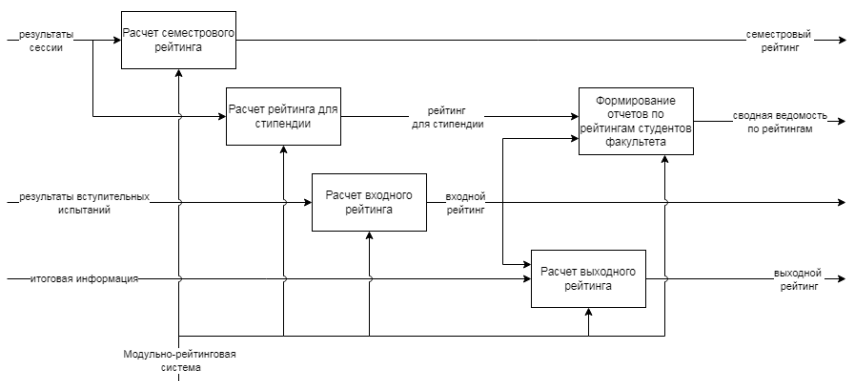 результаты
сессии
Расчет семестрового
рейтинга
семестровый
рейтинг
Расчет рейтинга для
стипендии
рейтинг
для стипендии
Формирование
отчетов по
рейтингам студентов
факультета
сводная ведомость
по рейтингам
результаты вступительных
испытаний
Расчет входного
рейтинга
входной
рейтинг
итоговая информация
Расчет выходного
рейтинга
выходной
рейтинг
Модульно-рейтинговая
система